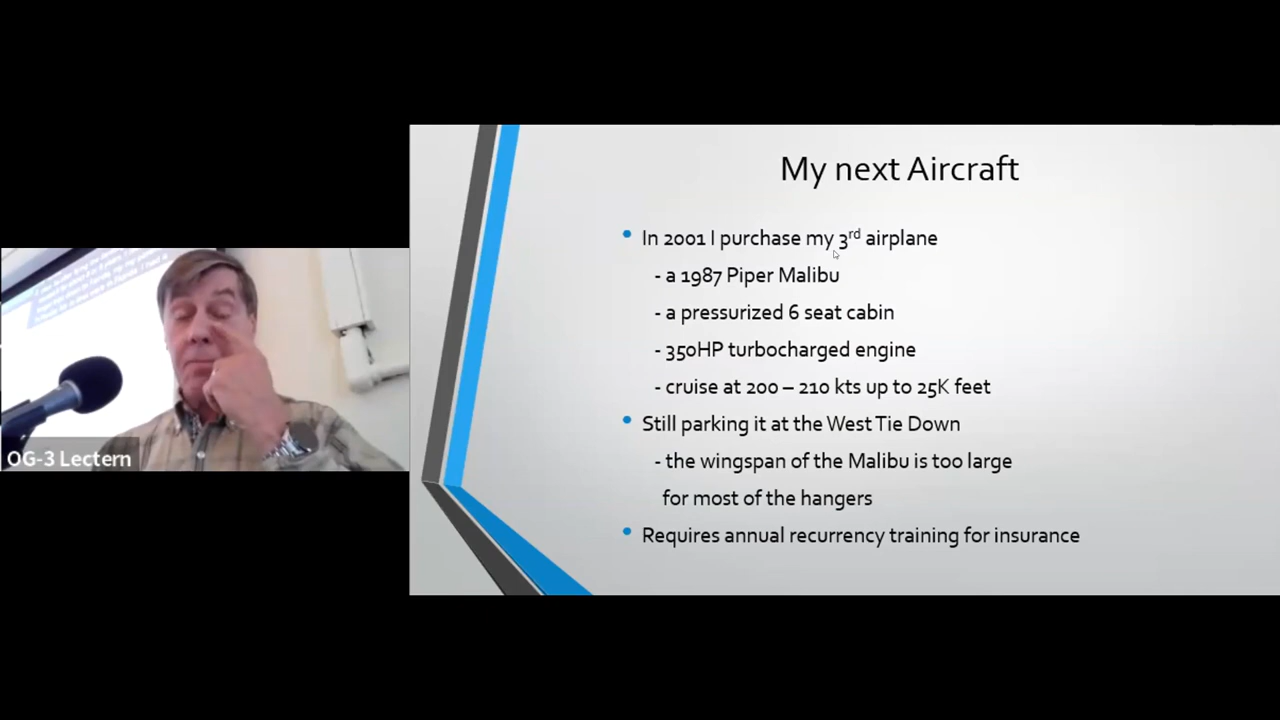 My next Aircraft
In 2001 I purchase my 3rd airplane
- a 1987 Piper Malibu
- a pressurized 6 seat cabin
- 350HP turbocharged engine
- cruise at 200 – 210 kts up to 25K feet
Still parking it at the West Tie Down
- the wingspan of the Malibu is too large
for most of the hangers
Requires annual recurrency training for insurance
OG-3 Lectern